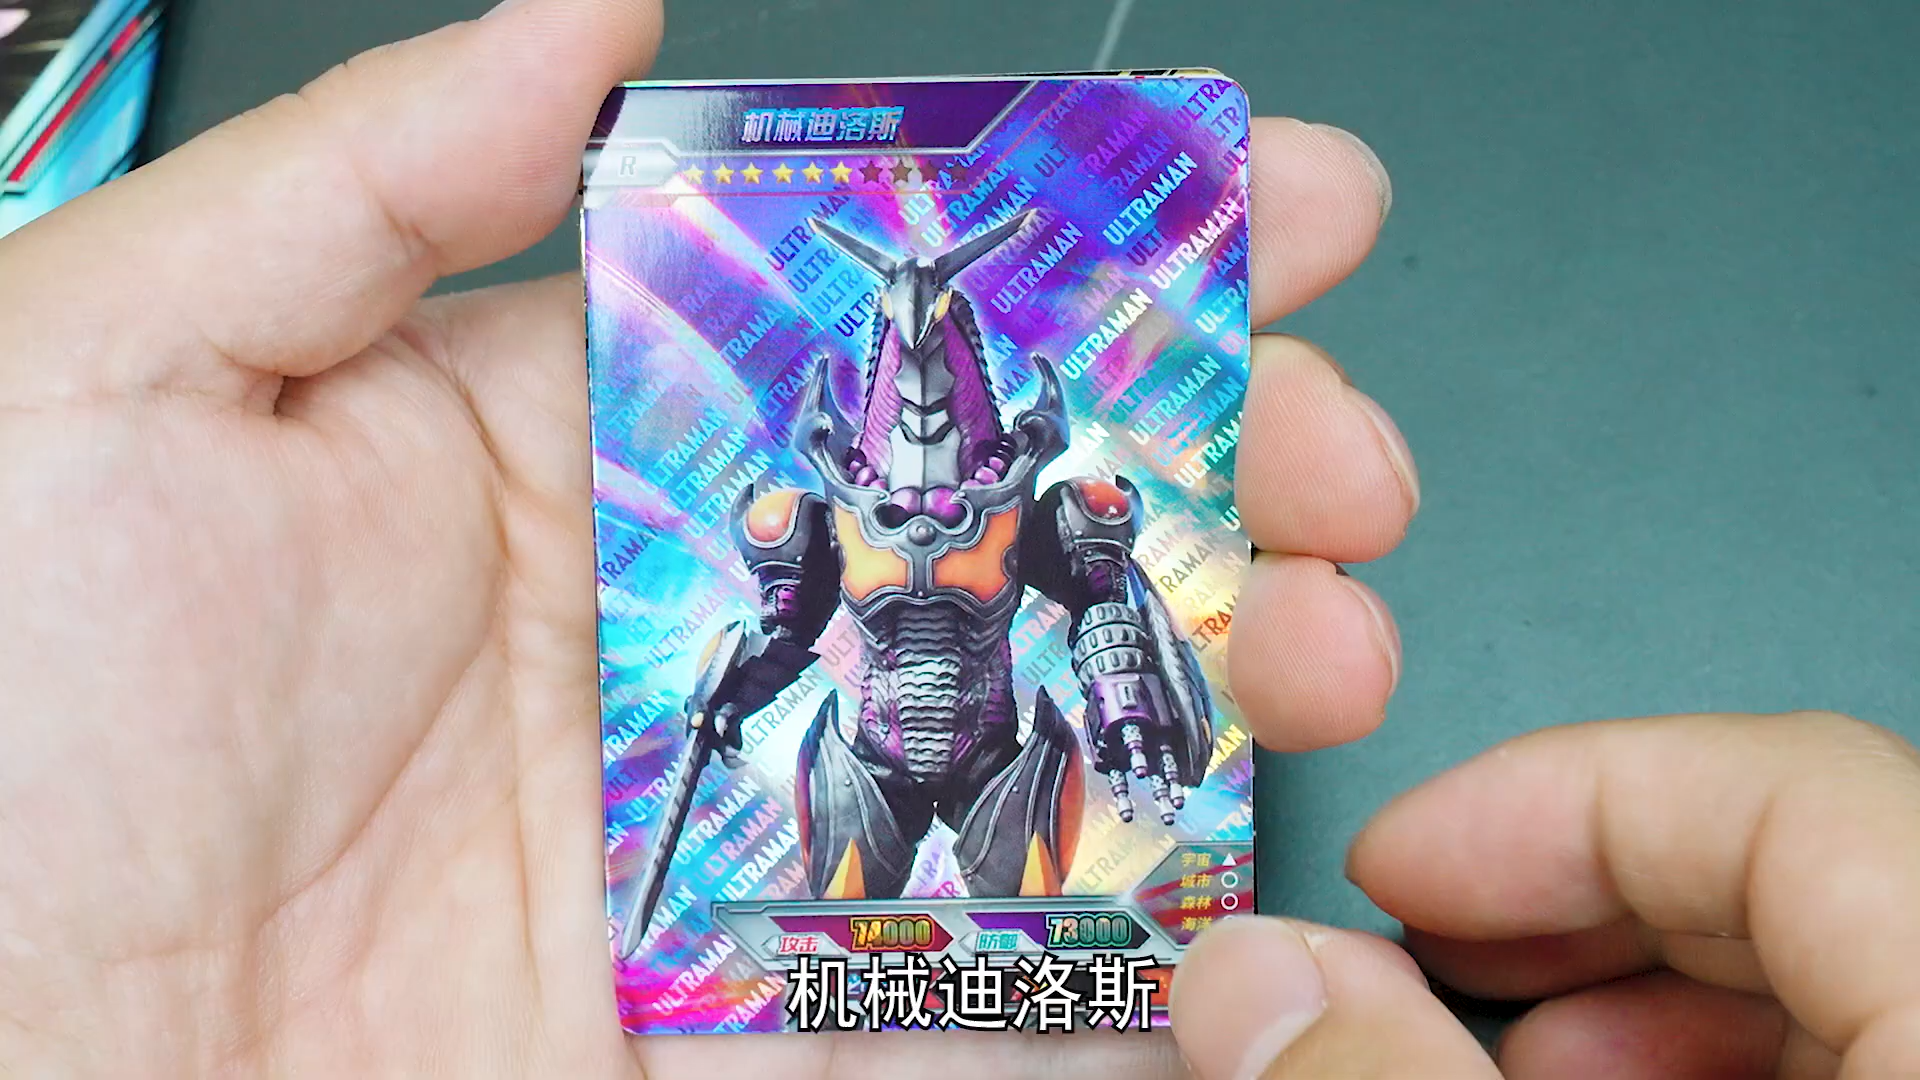 机械迪洛斯
R
ULTRAMAN
宇宙 ▲
城市 ○
森林 ○
海洋
攻击 74000 防御 73000
机械迪洛斯